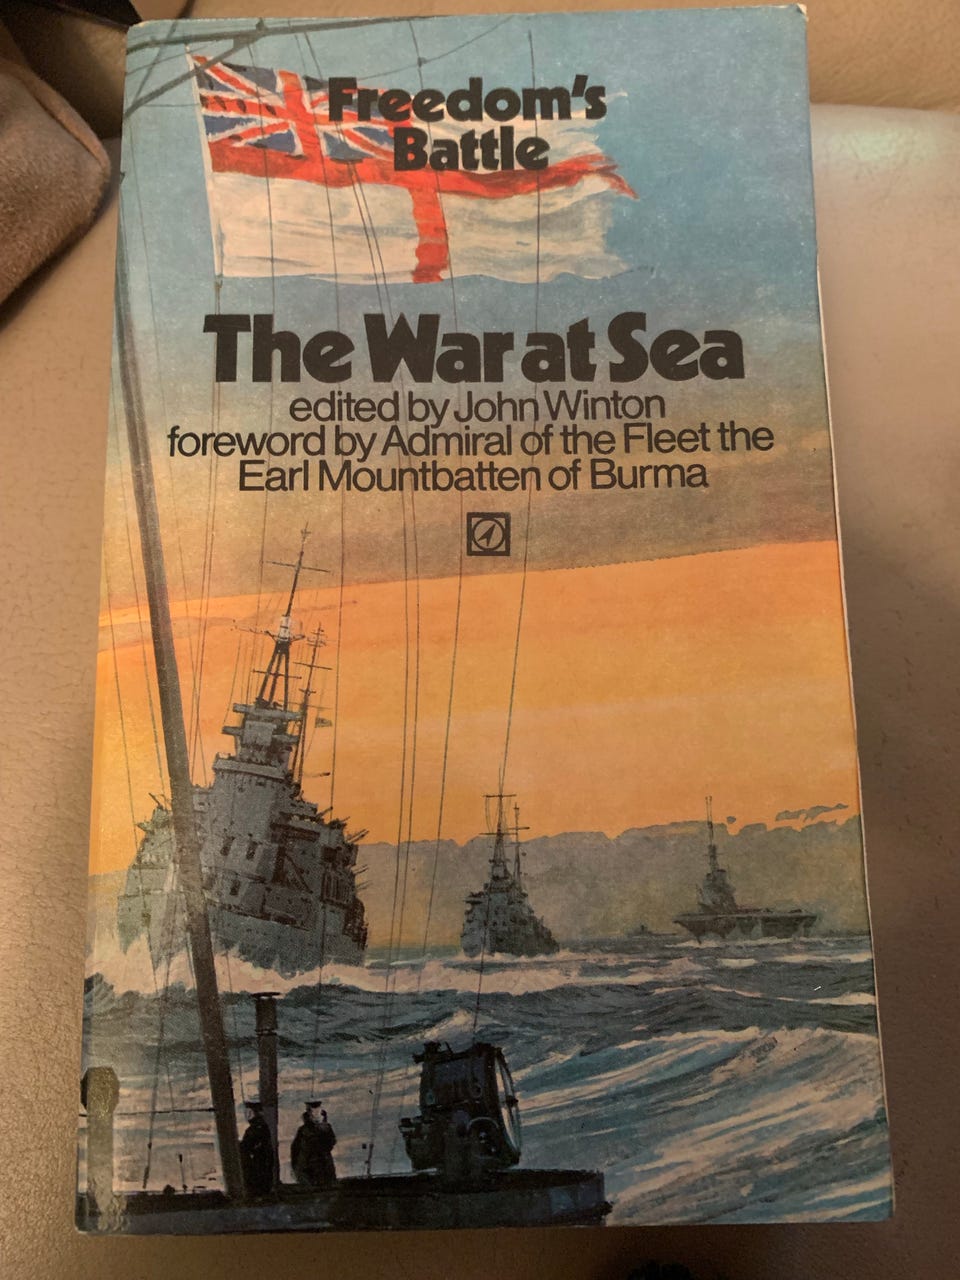 Freedom's
Battle
The War at Sea
edited by John Winton
foreword by Admiral of the Fleet the
Earl Mountbatten of Burma